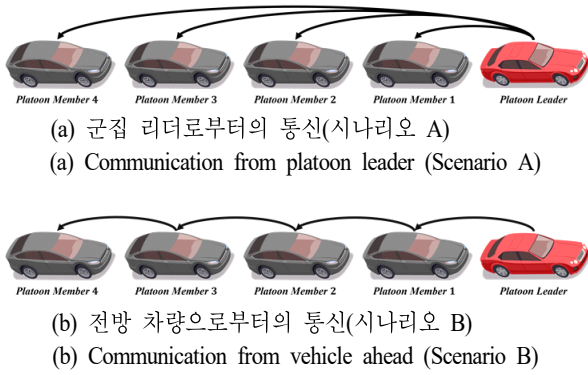 Platoon Member 4 Platoon Member 3 Platoon Member 2 Platoon Member 1 Platoon Leader
(a) 군집 리더로부터의 통신(시나리오 A)
(a) Communication from platoon leader (Scenario A)
Platoon Member 4 Platoon Member 3 Platoon Member 2 Platoon Member 1 Platoon Leader
(b) 전방 차량으로부터의 통신(시나리오 B)
(b) Communication from vehicle ahead (Scenario B)